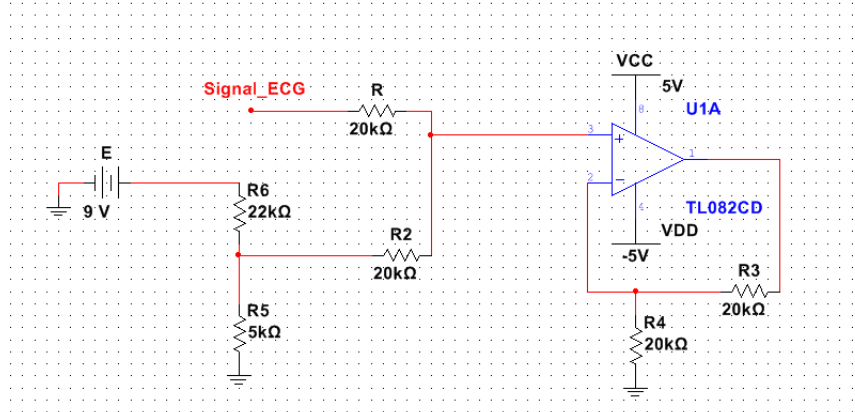 VCC
5V
Signal_ECG
R
20kΩ
8
U1A
3
1
2
4
TL082CD
VDD
-5V
E
9 V
R6
22kΩ
R2
20kΩ
R3
20kΩ
R5
5kΩ
R4
20kΩ